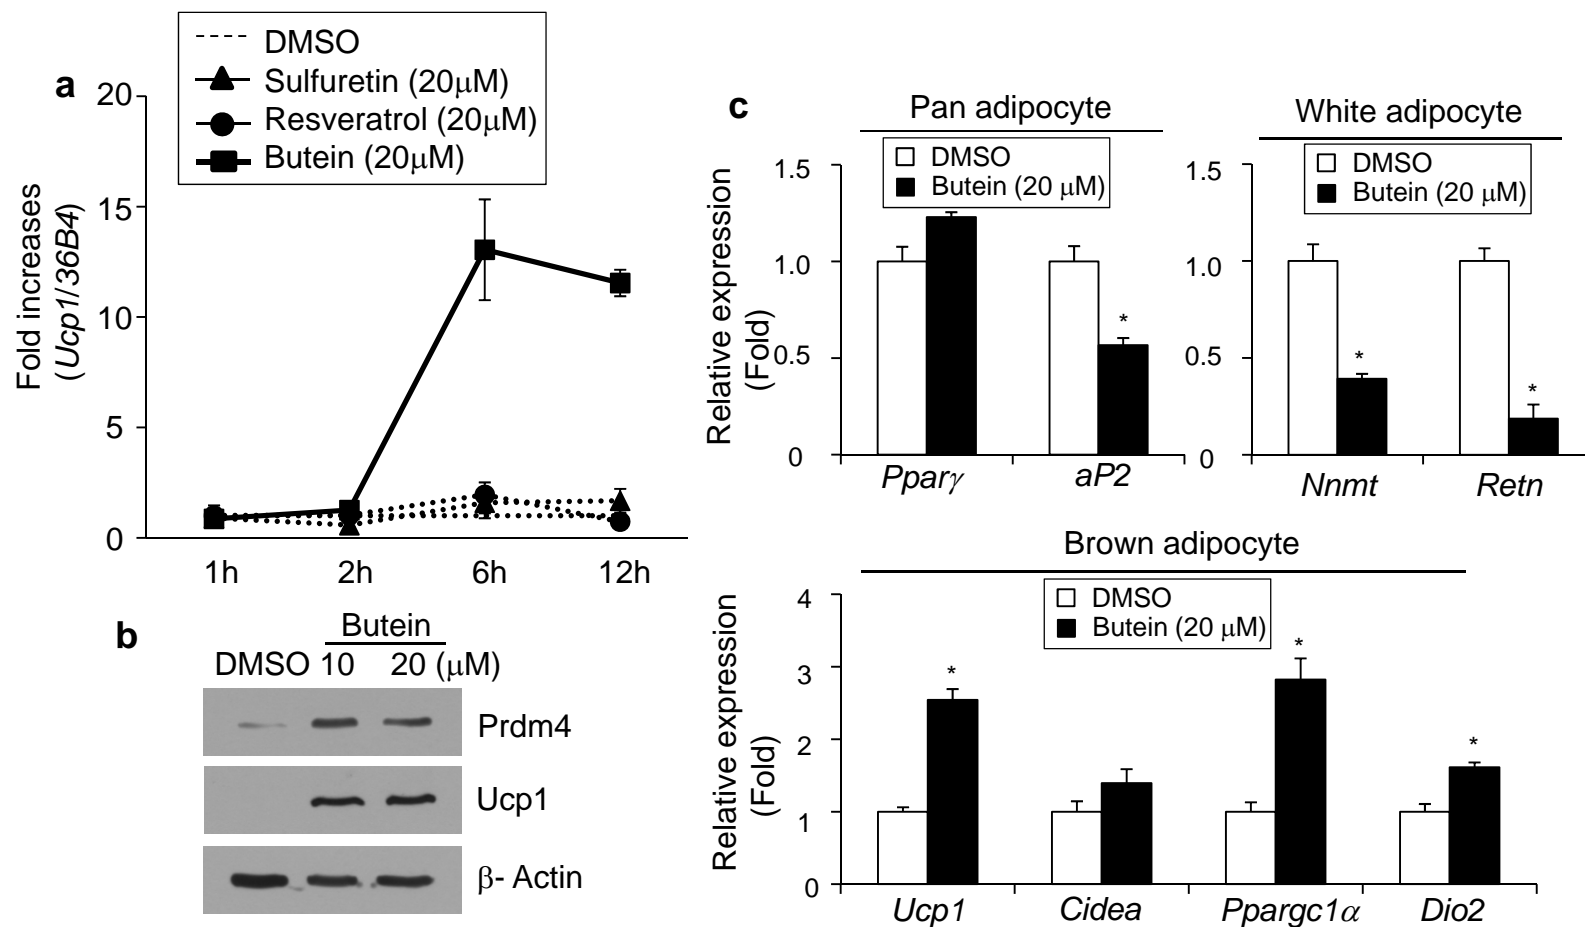 a
DMSO
Sulfuretin (20μM)
Resveratrol (20μM)
Butein (20μM)
Fold increases
(Ucp1/36B4)
20
15
10
5
0
1h 2h 6h 12h
b
Butein
DMSO 10 20 (μM)
Prdm4
Ucp1
β- Actin
c
Pan adipocyte
DMSO
Butein (20 μM)
Relative expression
(Fold)
1.5
1.0
0.5
0
*
Pparγ aP2
White adipocyte
DMSO
Butein (20 μM)
1.5
1.0
0.5
0
*
*
Nnmt Retn
Brown adipocyte
DMSO
Butein (20 μM)
Relative expression
(Fold)
4
3
2
1
0
*
*
*
Ucp1 Cidea Ppargc1α Dio2